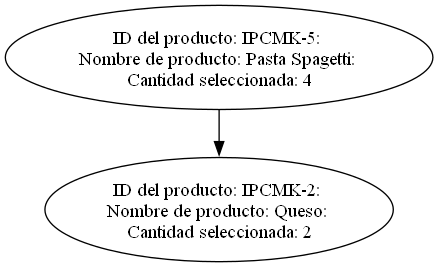 ID del producto: IPCMK-5:
Nombre de producto: Pasta Spagetti:
Cantidad seleccionada: 4
ID del producto: IPCMK-2:
Nombre de producto: Queso:
Cantidad seleccionada: 2